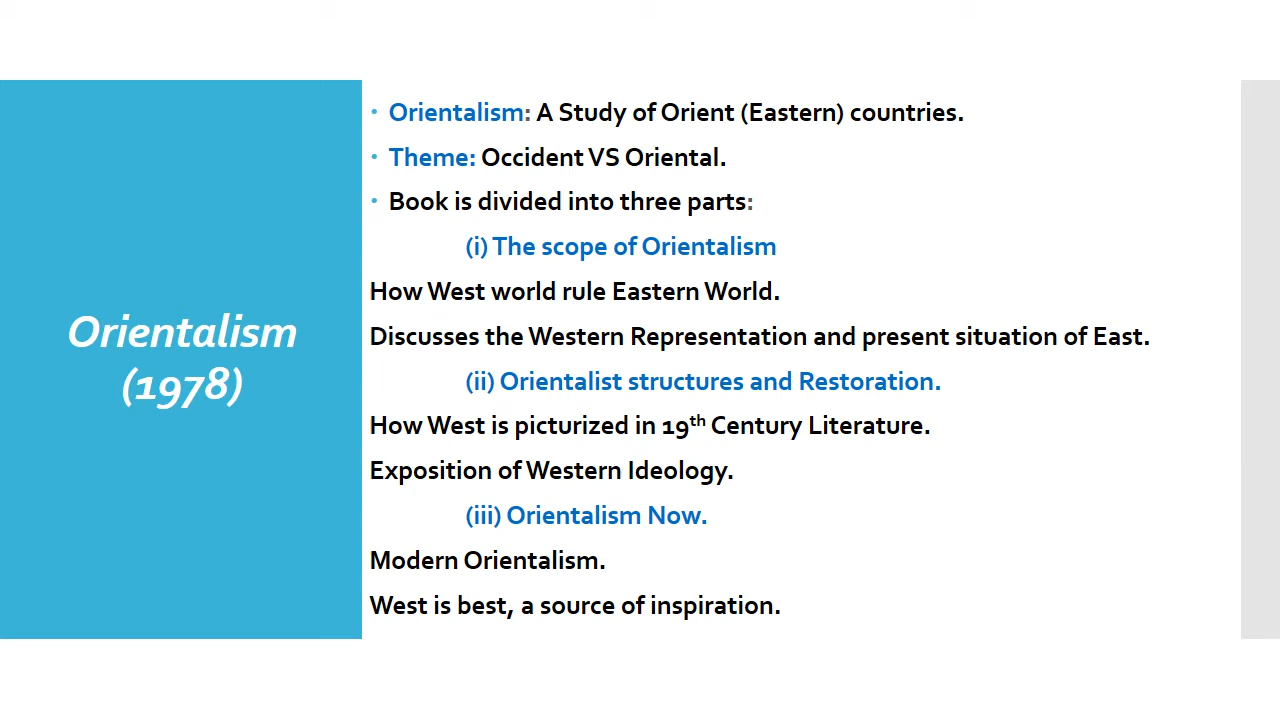 Orientalism
(1978)
• Orientalism: A Study of Orient (Eastern) countries.
• Theme: Occident VS Oriental.
• Book is divided into three parts:
(i) The scope of Orientalism
How West world rule Eastern World.
Discusses the Western Representation and present situation of East.
(ii) Orientalist structures and Restoration.
How West is picturized in 19th Century Literature.
Exposition of Western Ideology.
(iii) Orientalism Now.
Modern Orientalism.
West is best, a source of inspiration.